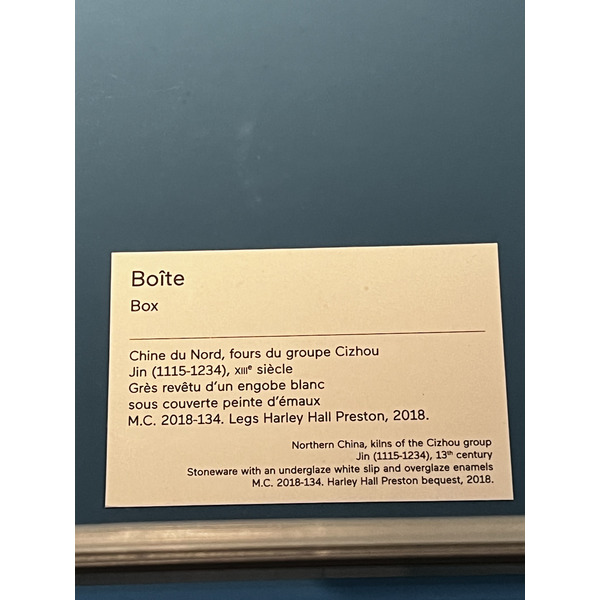 Boîte
Box
Chine du Nord, fours du groupe Cizhou
Jin (1115-1234), XIIIᵉ siècle
Grès revêtu d'un engobe blanc
sous couverte peinte d'émaux
M.C. 2018-134. Legs Harley Hall Preston, 2018.
Northern China, kilns of the Cizhou group
Jin (1115-1234), 13ᵗʰ century
Stoneware with an underglaze white slip and overglaze enamels
M.C. 2018-134. Harley Hall Preston bequest, 2018.